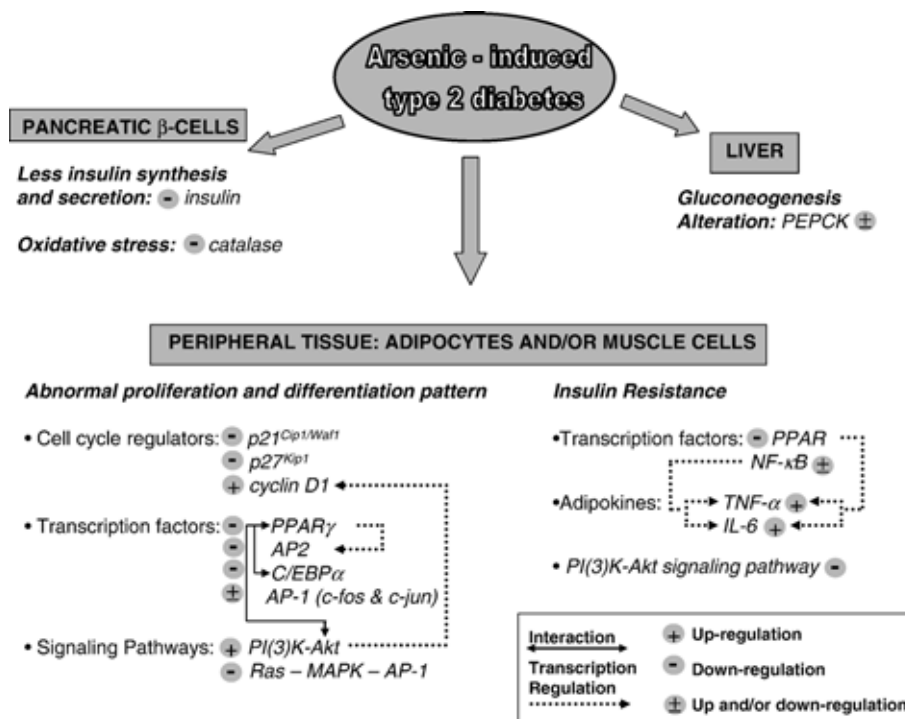 Arsenic - induced
type 2 diabetes
PANCREATIC β-CELLS
Less insulin synthesis
and secretion: - insulin
Oxidative stress: - catalase
LIVER
Gluconeogenesis
Alteration: PEPCK ±
PERIPHERAL TISSUE: ADIPOCYTES AND/OR MUSCLE CELLS
Abnormal proliferation and differentiation pattern
• Cell cycle regulators: - p21Cip1/Waf1
- p27Kip1
+ cyclin D1
• Transcription factors: - PPARγ
- AP2
- C/EBPα
± AP-1 (c-fos & c-jun)
• Signaling Pathways: + PI(3)K-Akt
- Ras – MAPK – AP-1
Insulin Resistance
•Transcription factors: - PPAR
NF-κB ±
•Adipokines: TNF-α +
IL-6 +
• PI(3)K-Akt signaling pathway -
Interaction
Transcription
Regulation
+ Up-regulation
- Down-regulation
± Up and/or down-regulation